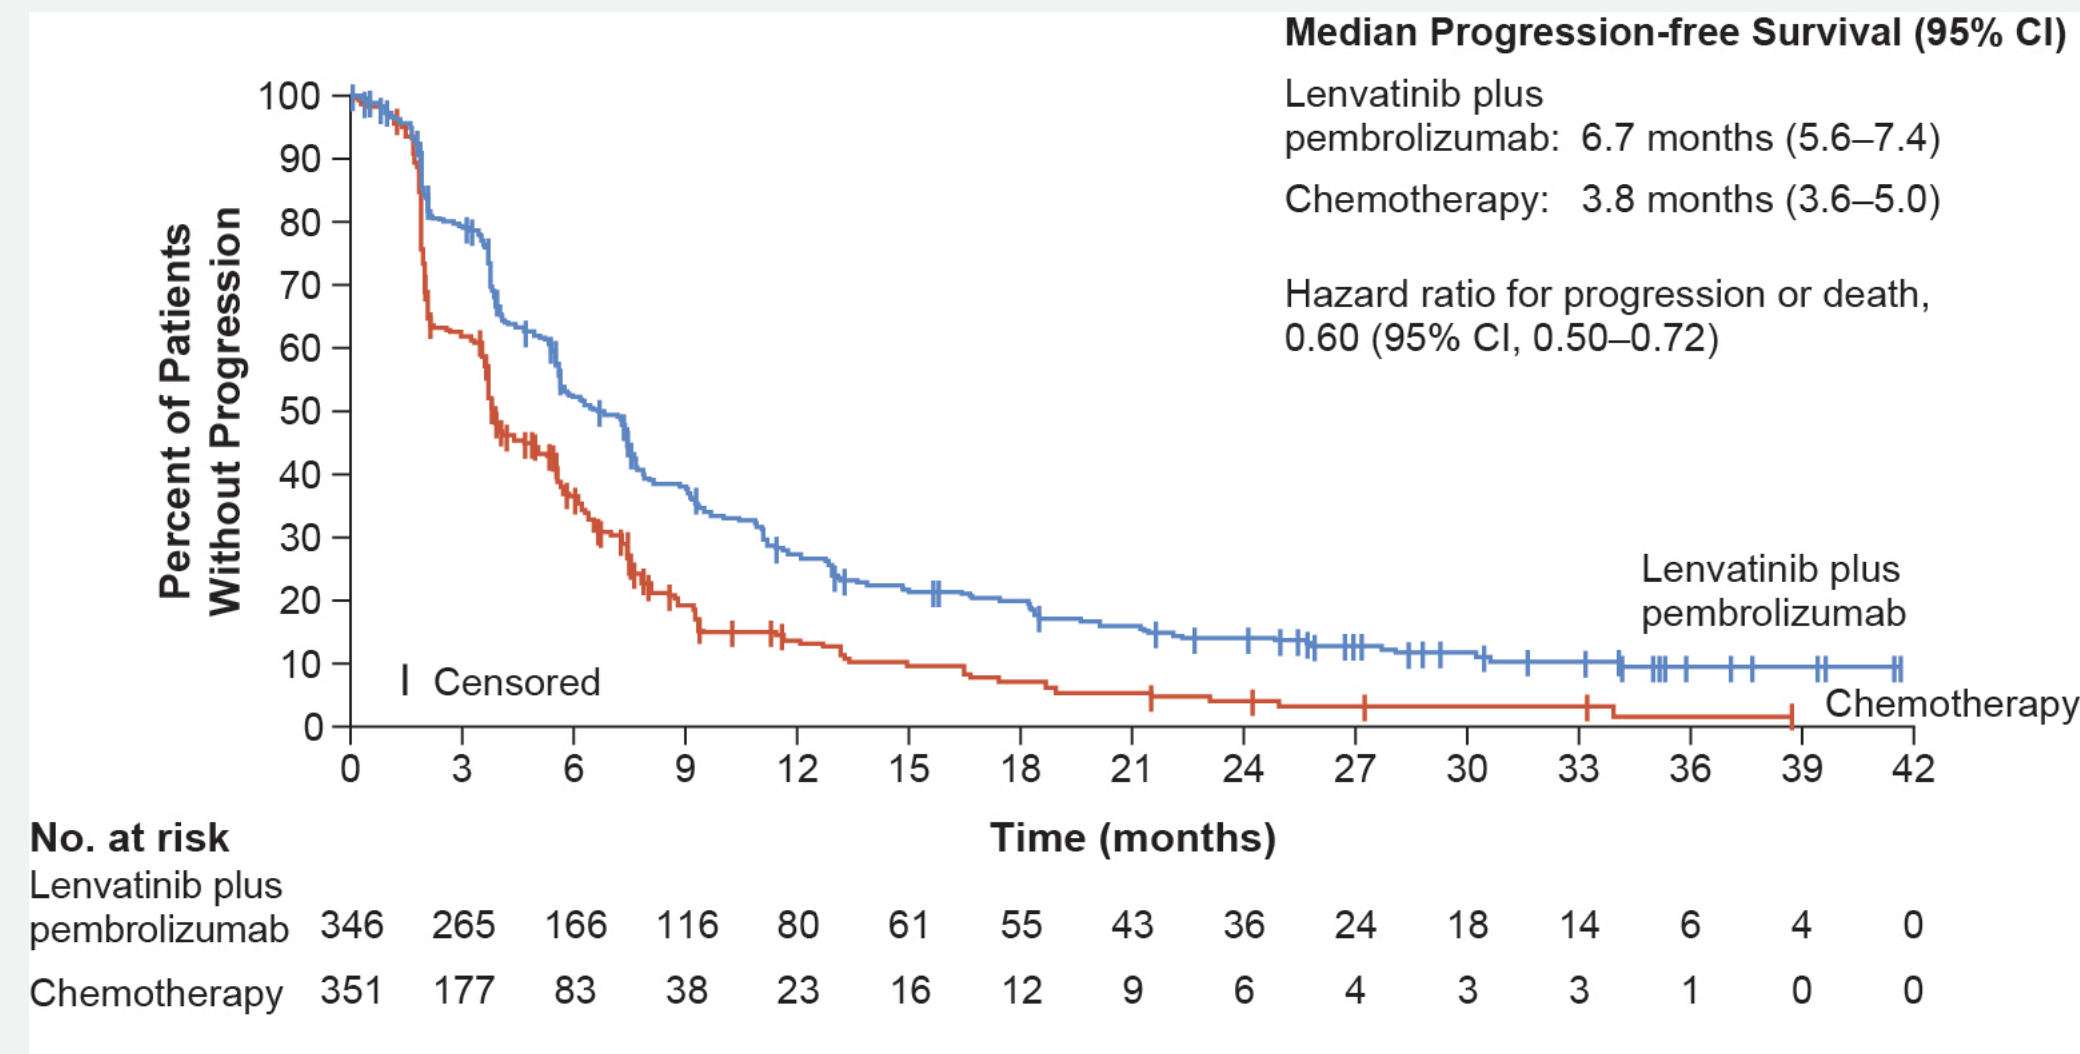 Median Progression-free Survival (95% CI)
Lenvatinib plus
pembrolizumab: 6.7 months (5.6–7.4)
Chemotherapy: 3.8 months (3.6–5.0)
Hazard ratio for progression or death,
0.60 (95% CI, 0.50–0.72)
Percent of Patients
Without Progression
100
90
80
70
60
50
40
30
20
10
0
Censored
Lenvatinib plus
pembrolizumab
Chemotherapy
0 3 6 9 12 15 18 21 24 27 30 33 36 39 42
Time (months)
No. at risk
Lenvatinib plus
pembrolizumab 346 265 166 116 80 61 55 43 36 24 18 14 6 4 0
Chemotherapy 351 177 83 38 23 16 12 9 6 4 3 3 1 0 0